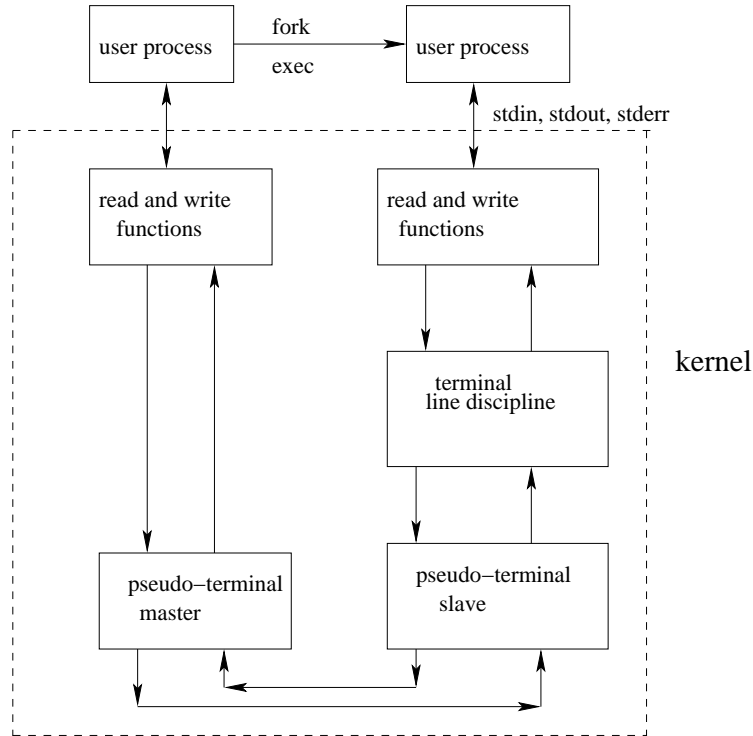 fork
user process
user process
exec
stdin, stdout, stderr
read and write
functions
read and write
functions
terminal
line discipline
kernel
pseudo−terminal
master
pseudo−terminal
slave